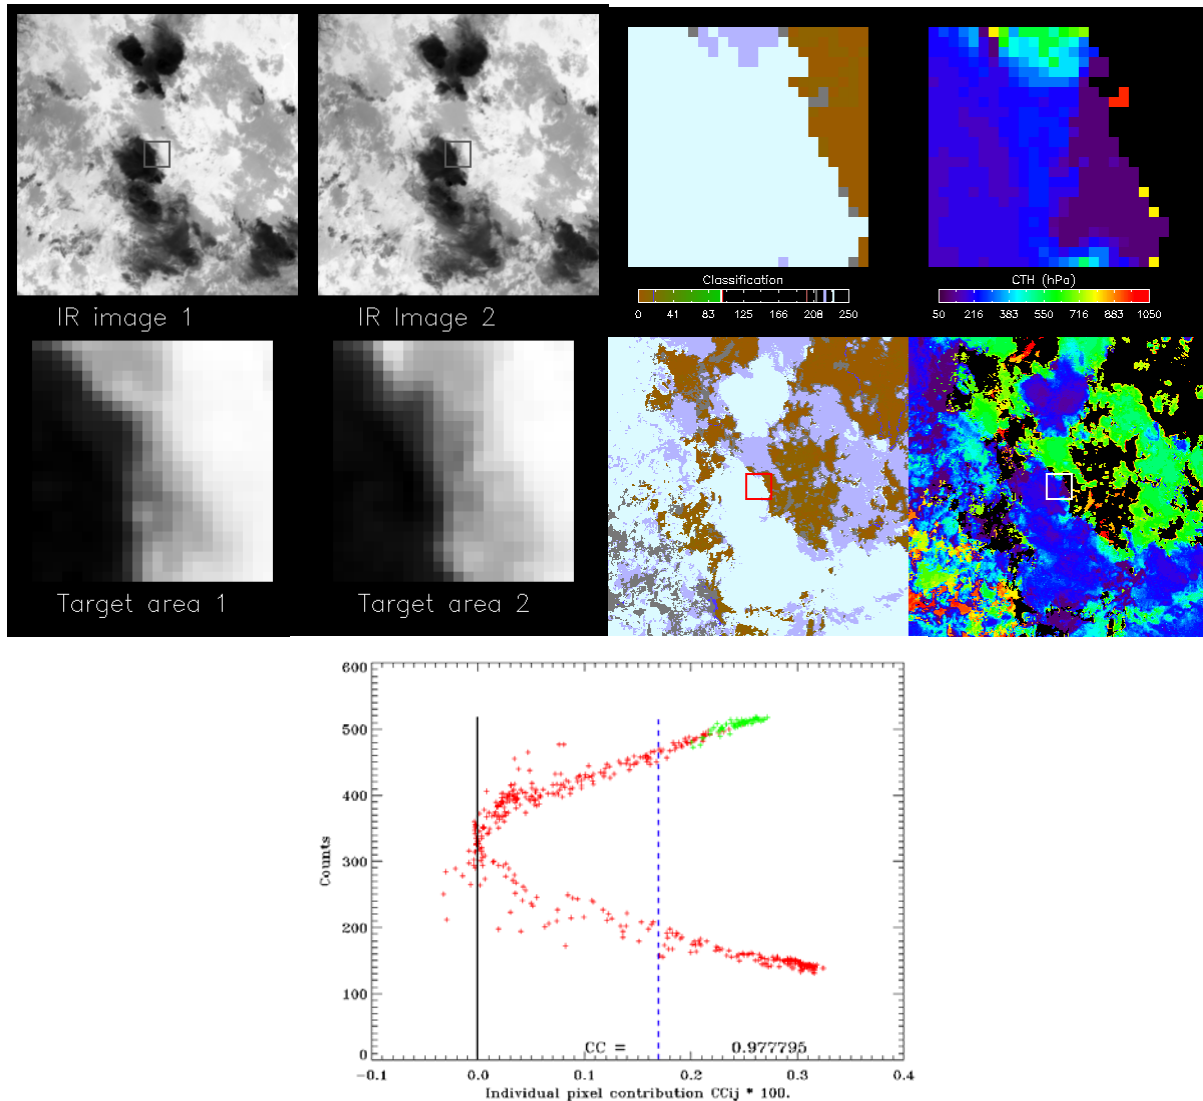 Classification
0 41 83 125 166 208 250
CTH (hPa)
50 216 383 550 716 883 1050
IR image 1
IR Image 2
Target area 1
Target area 2
600
500
400
300
200
100
0
Counts
CC = 0.977795
-0.1 0.0 0.1 0.2 0.3 0.4
Individual pixel contribution CCij * 100.